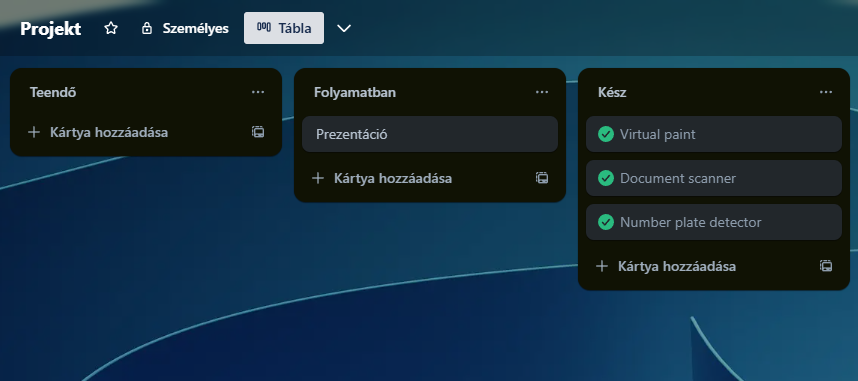 Projekt
Személyes
Tábla
Teendő
Kártya hozzáadása
Folyamatban
Prezentáció
Kártya hozzáadása
Kész
Virtual paint
Document scanner
Number plate detector
Kártya hozzáadása